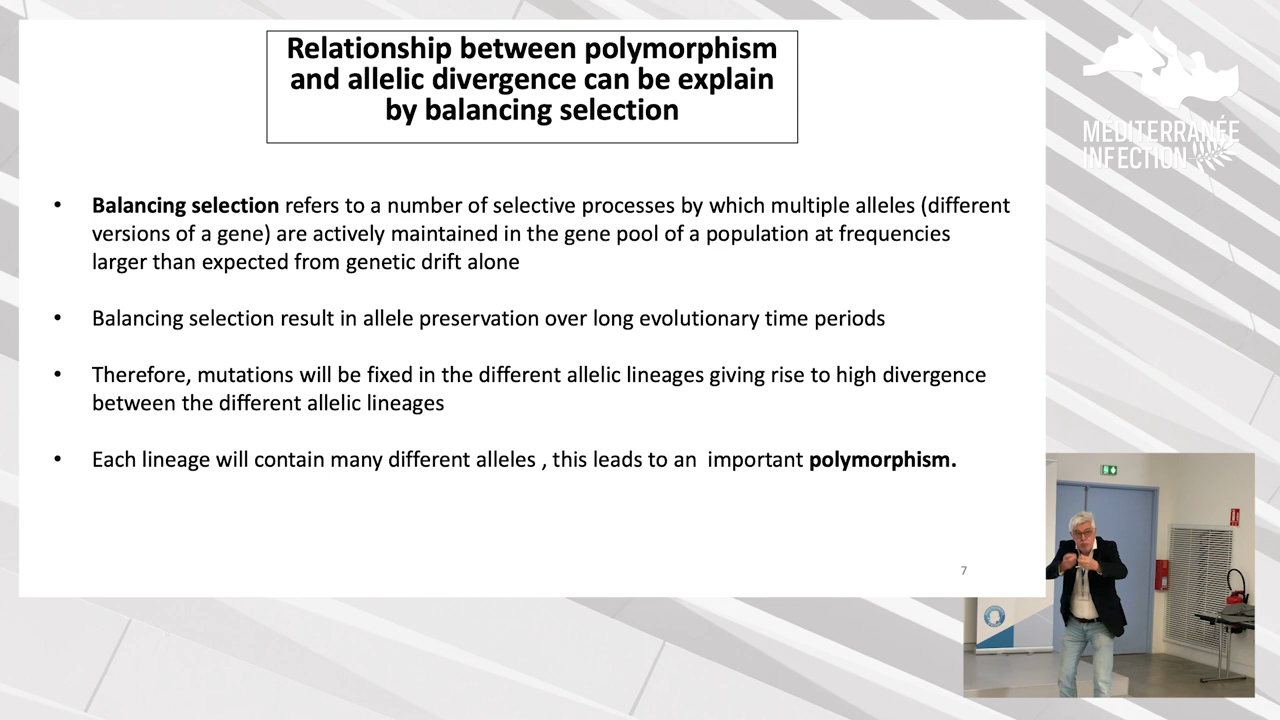 Relationship between polymorphism
and allelic divergence can be explain
by balancing selection
MÉDITERRANÉE
INFECTION
• Balancing selection refers to a number of selective processes by which multiple alleles (different
versions of a gene) are actively maintained in the gene pool of a population at frequencies
larger than expected from genetic drift alone
• Balancing selection result in allele preservation over long evolutionary time periods
• Therefore, mutations will be fixed in the different allelic lineages giving rise to high divergence
between the different allelic lineages
• Each lineage will contain many different alleles , this leads to an  important polymorphism.
7